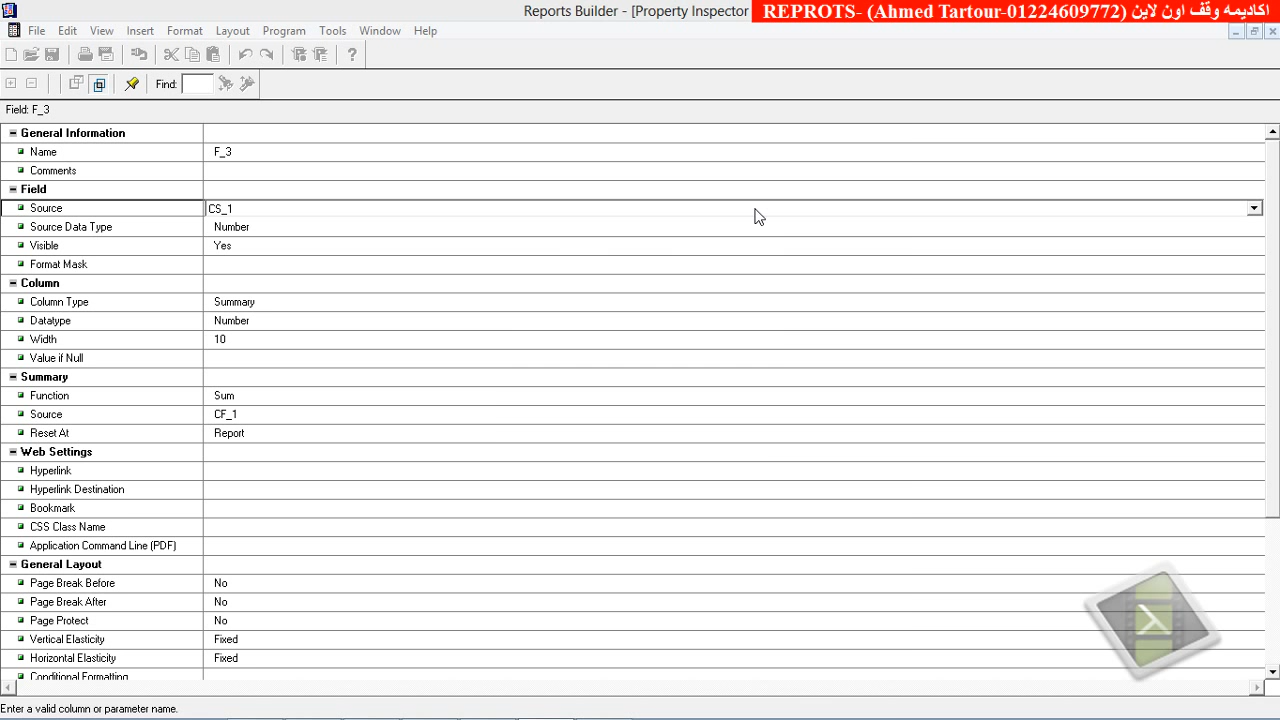 Reports Builder - [Property Inspector
REPROTS- (Ahmed Tartour-01224609772) اكاديمه وقف اون لاين
File Edit View Insert Format Layout Program Tools Window Help
Find:
Field: F_3
General Information
Name F_3
Comments
Field
Source CS_1
Source Data Type Number
Visible Yes
Format Mask
Column
Column Type Summary
Datatype Number
Width 10
Value if Null
Summary
Function Sum
Source CF_1
Reset At Report
Web Settings
Hyperlink
Hyperlink Destination
Bookmark
CSS Class Name
Application Command Line (PDF)
General Layout
Page Break Before No
Page Break After No
Page Protect No
Vertical Elasticity Fixed
Horizontal Elasticity Fixed
Conditional Formatting
Enter a valid column or parameter name.